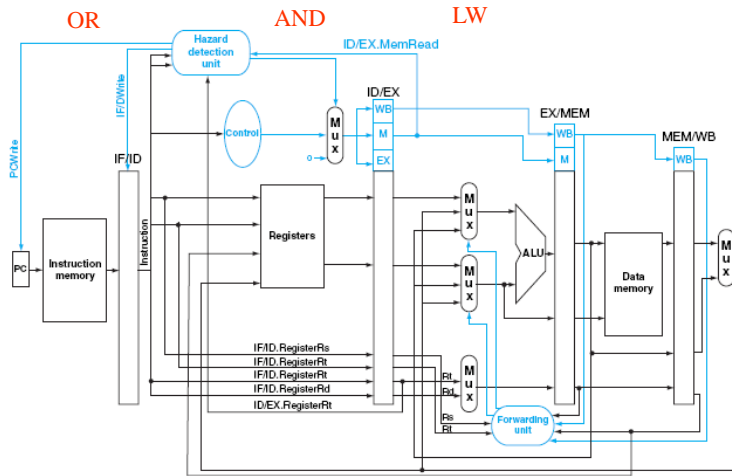 OR
AND
LW
Hazard
detection
unit
ID/EX.MemRead
IF/DWrite
PCWrite
ID/EX
WB
M
EX
Control
M
u
x
0
EX/MEM
WB
M
MEM/WB
WB
IF/ID
PC
Instruction
memory
Instruction
Registers
M
u
x
M
u
x
ALU
Data
memory
M
u
x
IF/ID.RegisterRs
IF/ID.RegisterRt
IF/ID.RegisterRt
IF/ID.RegisterRd
ID/EX.RegisterRt
Rt
Rd
M
u
x
Rs
Rt
Forwarding
unit